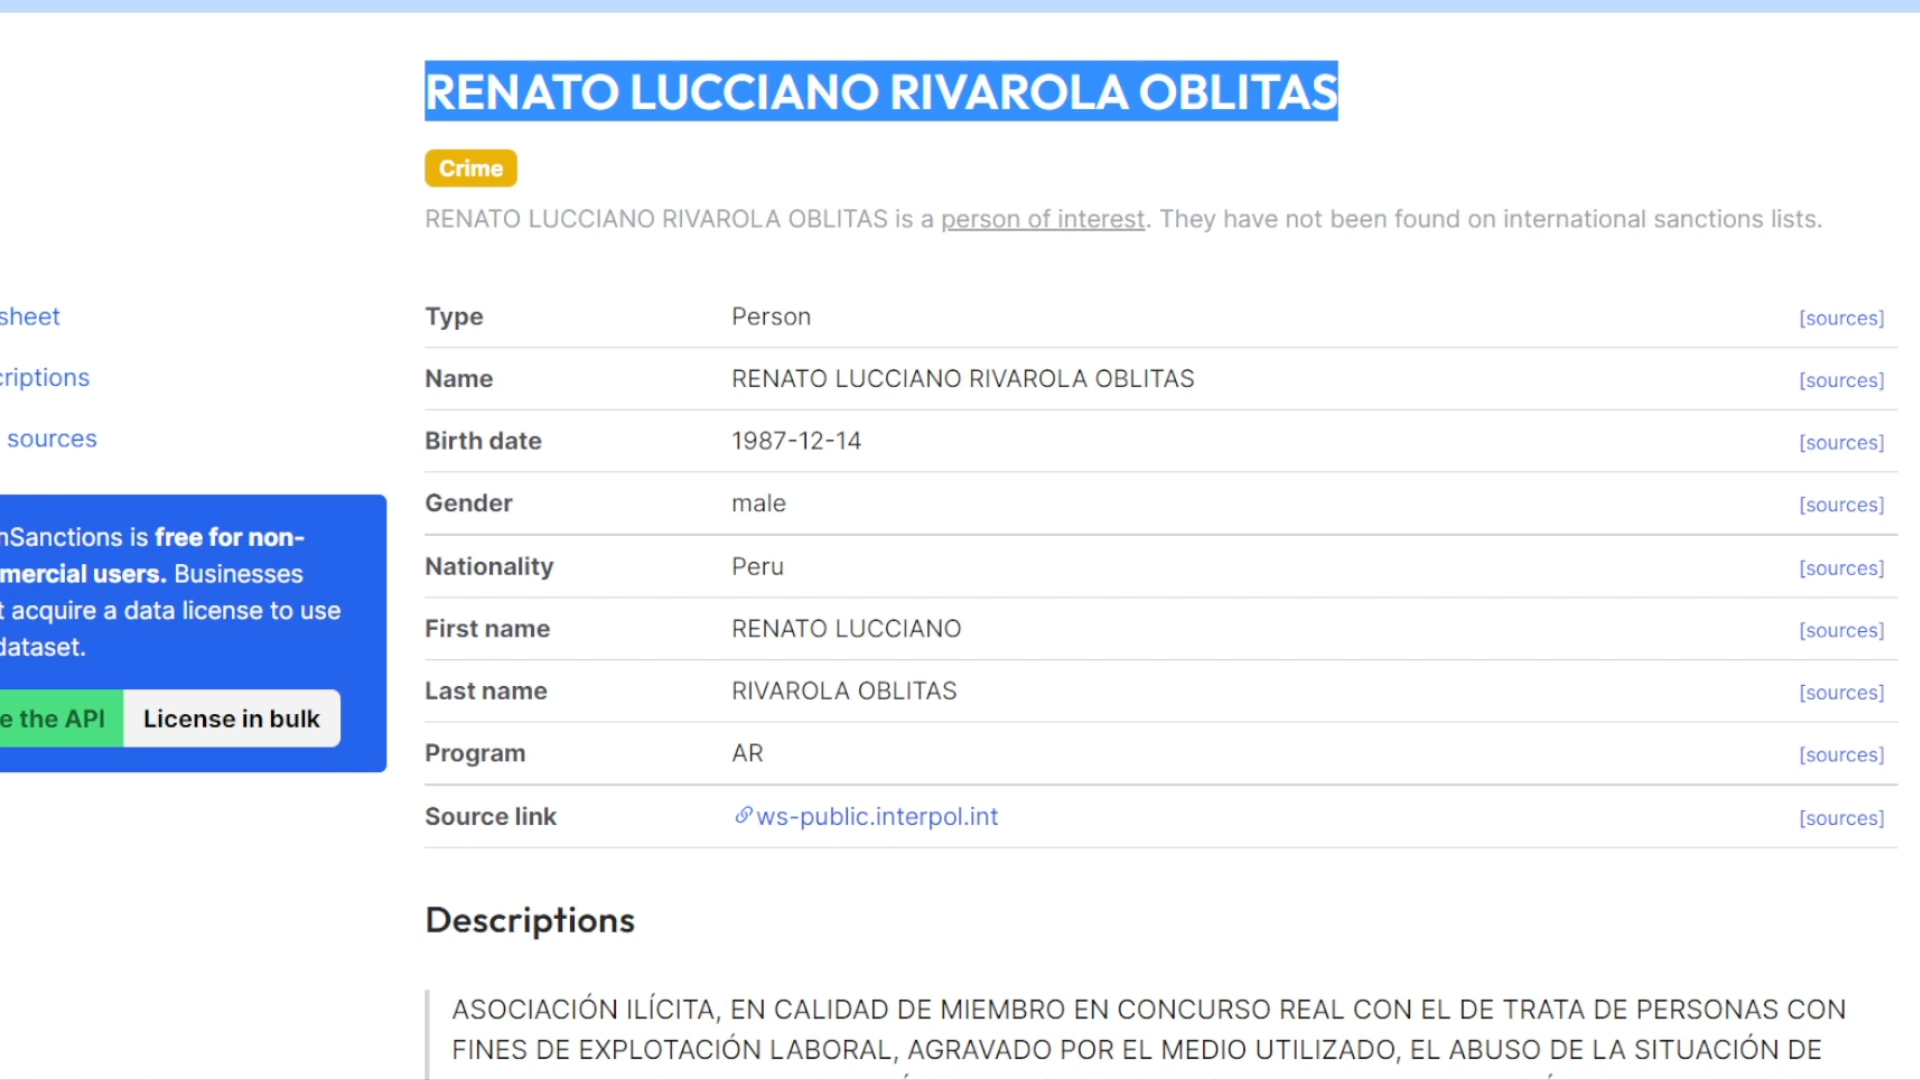 RENATO LUCCIANO RIVAROLA OBLITAS
Crime
RENATO LUCCIANO RIVAROLA OBLITAS is a person of interest. They have not been found on international sanctions lists.
sheet
Type Person [sources]
criptions
Name RENATO LUCCIANO RIVAROLA OBLITAS [sources]
sources
Birth date 1987-12-14 [sources]
Gender male [sources]
nSanctions is free for non-
mercial users. Businesses
t acquire a data license to use
dataset.
e the API License in bulk
Nationality Peru [sources]
First name RENATO LUCCIANO [sources]
Last name RIVAROLA OBLITAS [sources]
Program AR [sources]
Source link ws-public.interpol.int [sources]
Descriptions
ASOCIACIÓN ILÍCITA, EN CALIDAD DE MIEMBRO EN CONCURSO REAL CON EL DE TRATA DE PERSONAS CON
FINES DE EXPLOTACIÓN LABORAL, AGRAVADO POR EL MEDIO UTILIZADO, EL ABUSO DE LA SITUACIÓN DE